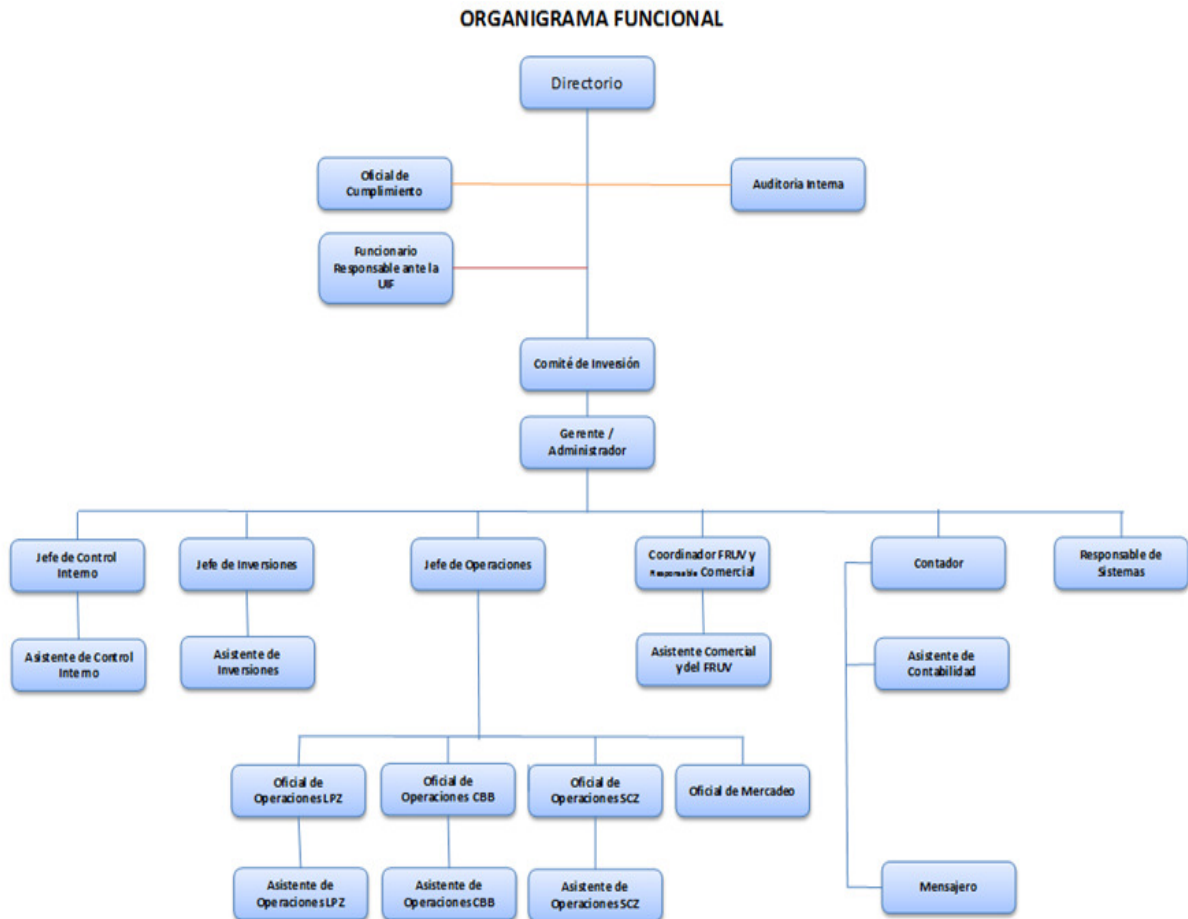 ORGANIGRAMA FUNCIONAL
Directorio
Oficial de
Cumplimiento
Auditoria Interna
Funcionario
Responsable ante la
UIF
Comité de Inversión
Gerente /
Administrador
Jefe de Control
Interno
Jefe de Inversiones
Jefe de Operaciones
Coordinador FRUV y
Responsable Comercial
Contador
Responsable de
Sistemas
Asistente de Control
Interno
Asistente de
Inversiones
Asistente Comercial
y del FRUV
Asistente de
Contabilidad
Oficial de
Operaciones LPZ
Oficial de
Operaciones CBB
Oficial de
Operaciones SCZ
Oficial de Mercadeo
Asistente de
Operaciones LPZ
Asistente de
Operaciones CBB
Asistente de
Operaciones SCZ
Mensajero